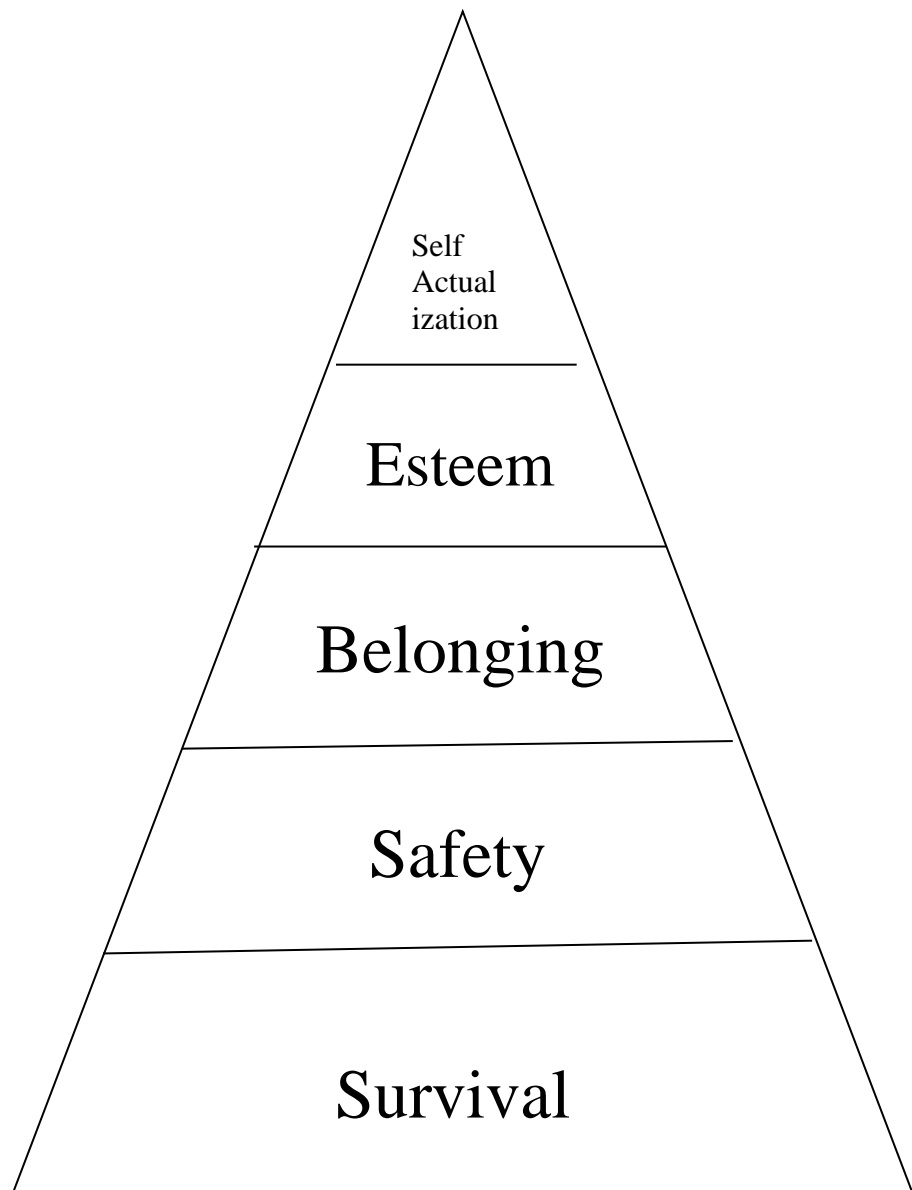 Self
Actual
ization
Esteem
Belonging
Safety
Survival